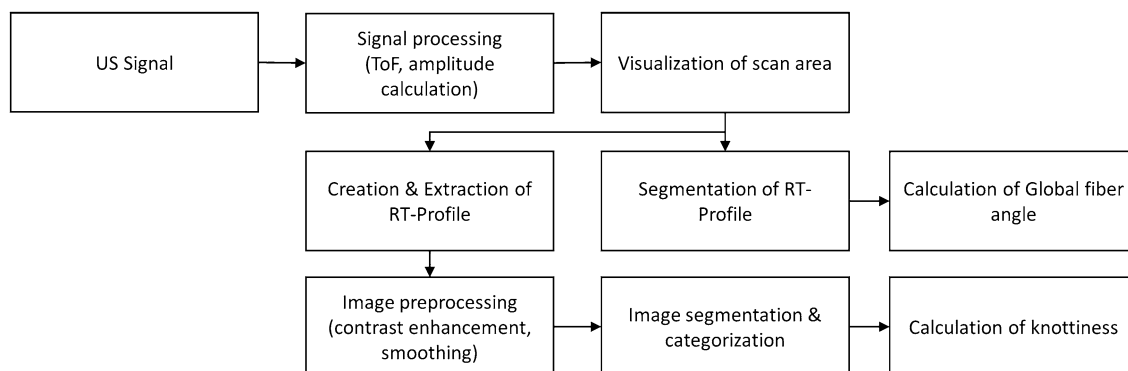 US Signal
Signal processing
(ToF, amplitude
calculation)
Visualization of scan area
Creation & Extraction of
RT-Profile
Segmentation of RT-
Profile
Calculation of Global fiber
angle
Image preprocessing
(contrast enhancement,
smoothing)
Image segmentation &
categorization
Calculation of knottiness